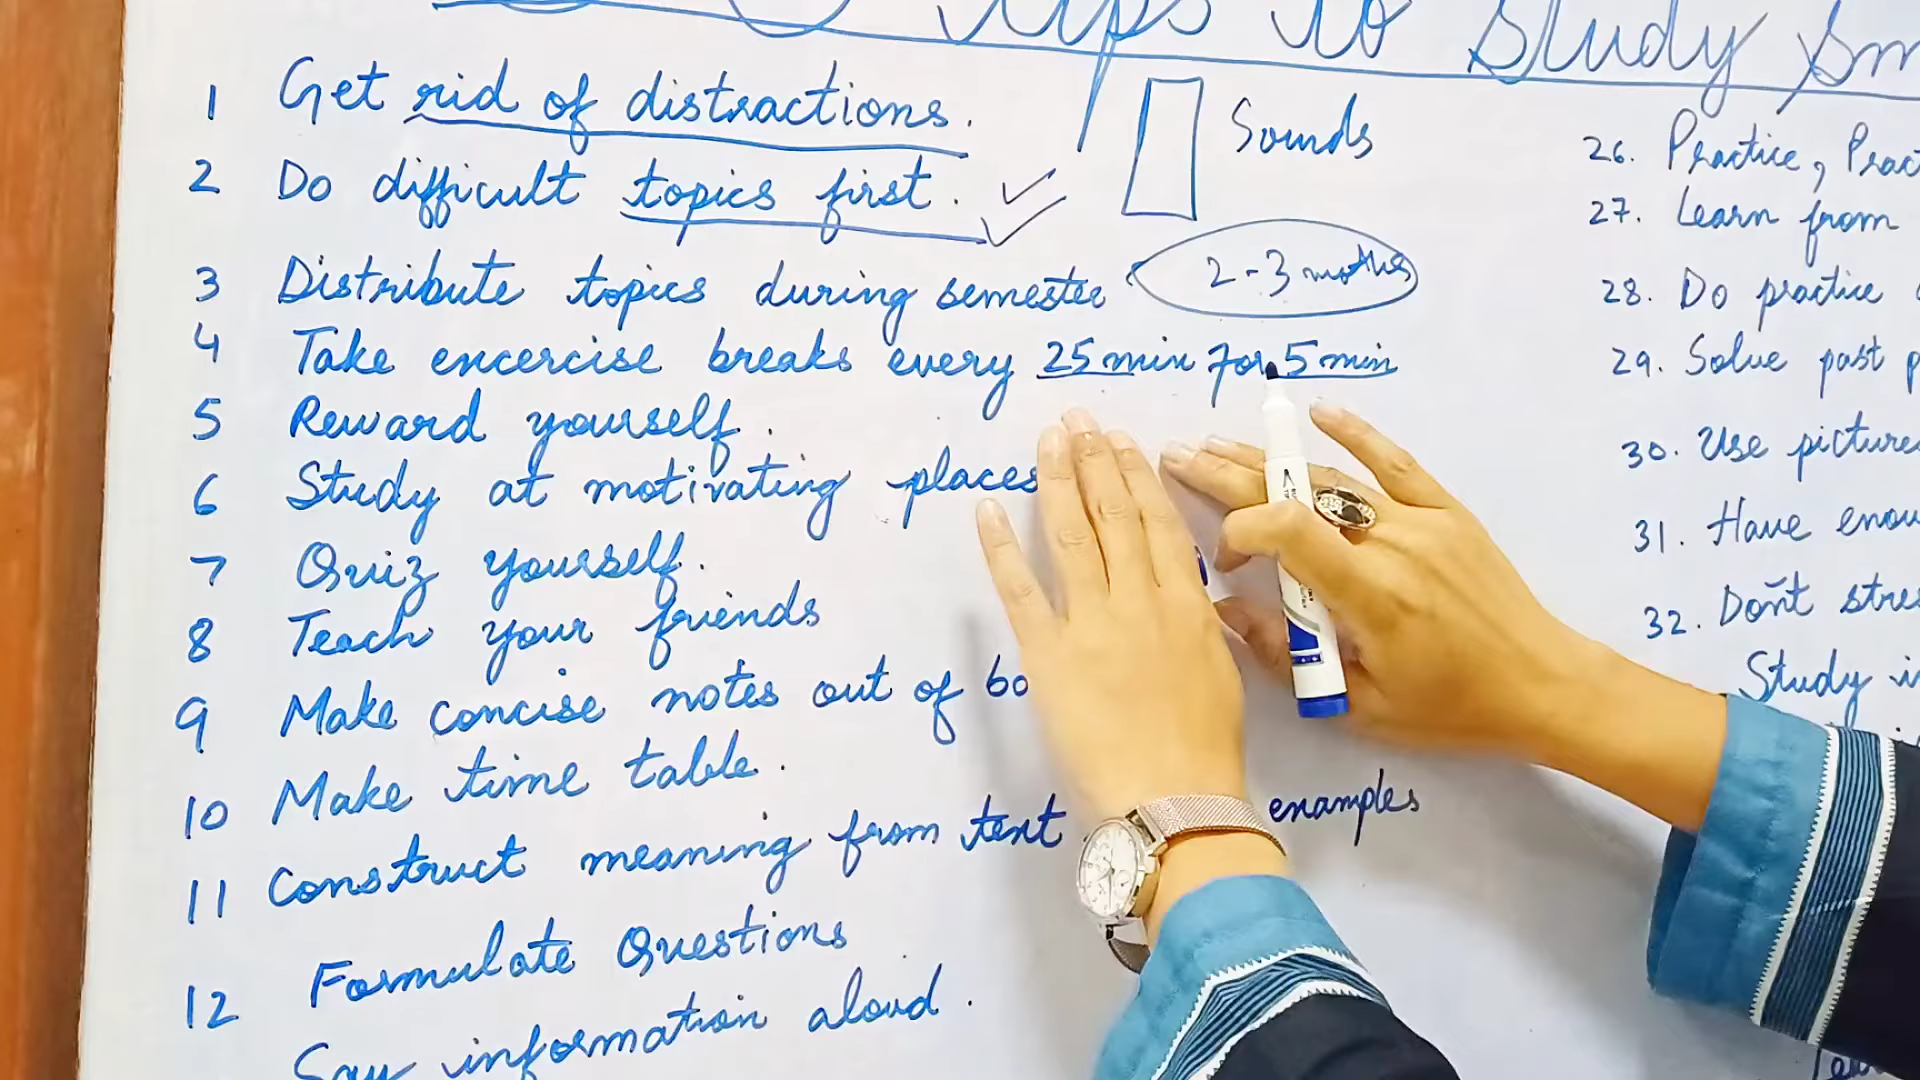 tips to study
1 Get rid of distractions.
Sounds
2 Do difficult topics first.
3 Distribute topics during semester
2-3 moths
4 Take encercise breaks every 25 min for 5 min
5 Reward yourself.
6 Study at motivating places
7 Quiz yourself.
8 Teach your friends
9 Make concise notes out of
10 Make time table.
11 Construct meaning from text
examples
12 Formulate Questions
Say information aloud.
26. Practice,
27. Learn from
28. Do practice
29. Solve past
30. Use
31. Have
32. Don't
Study